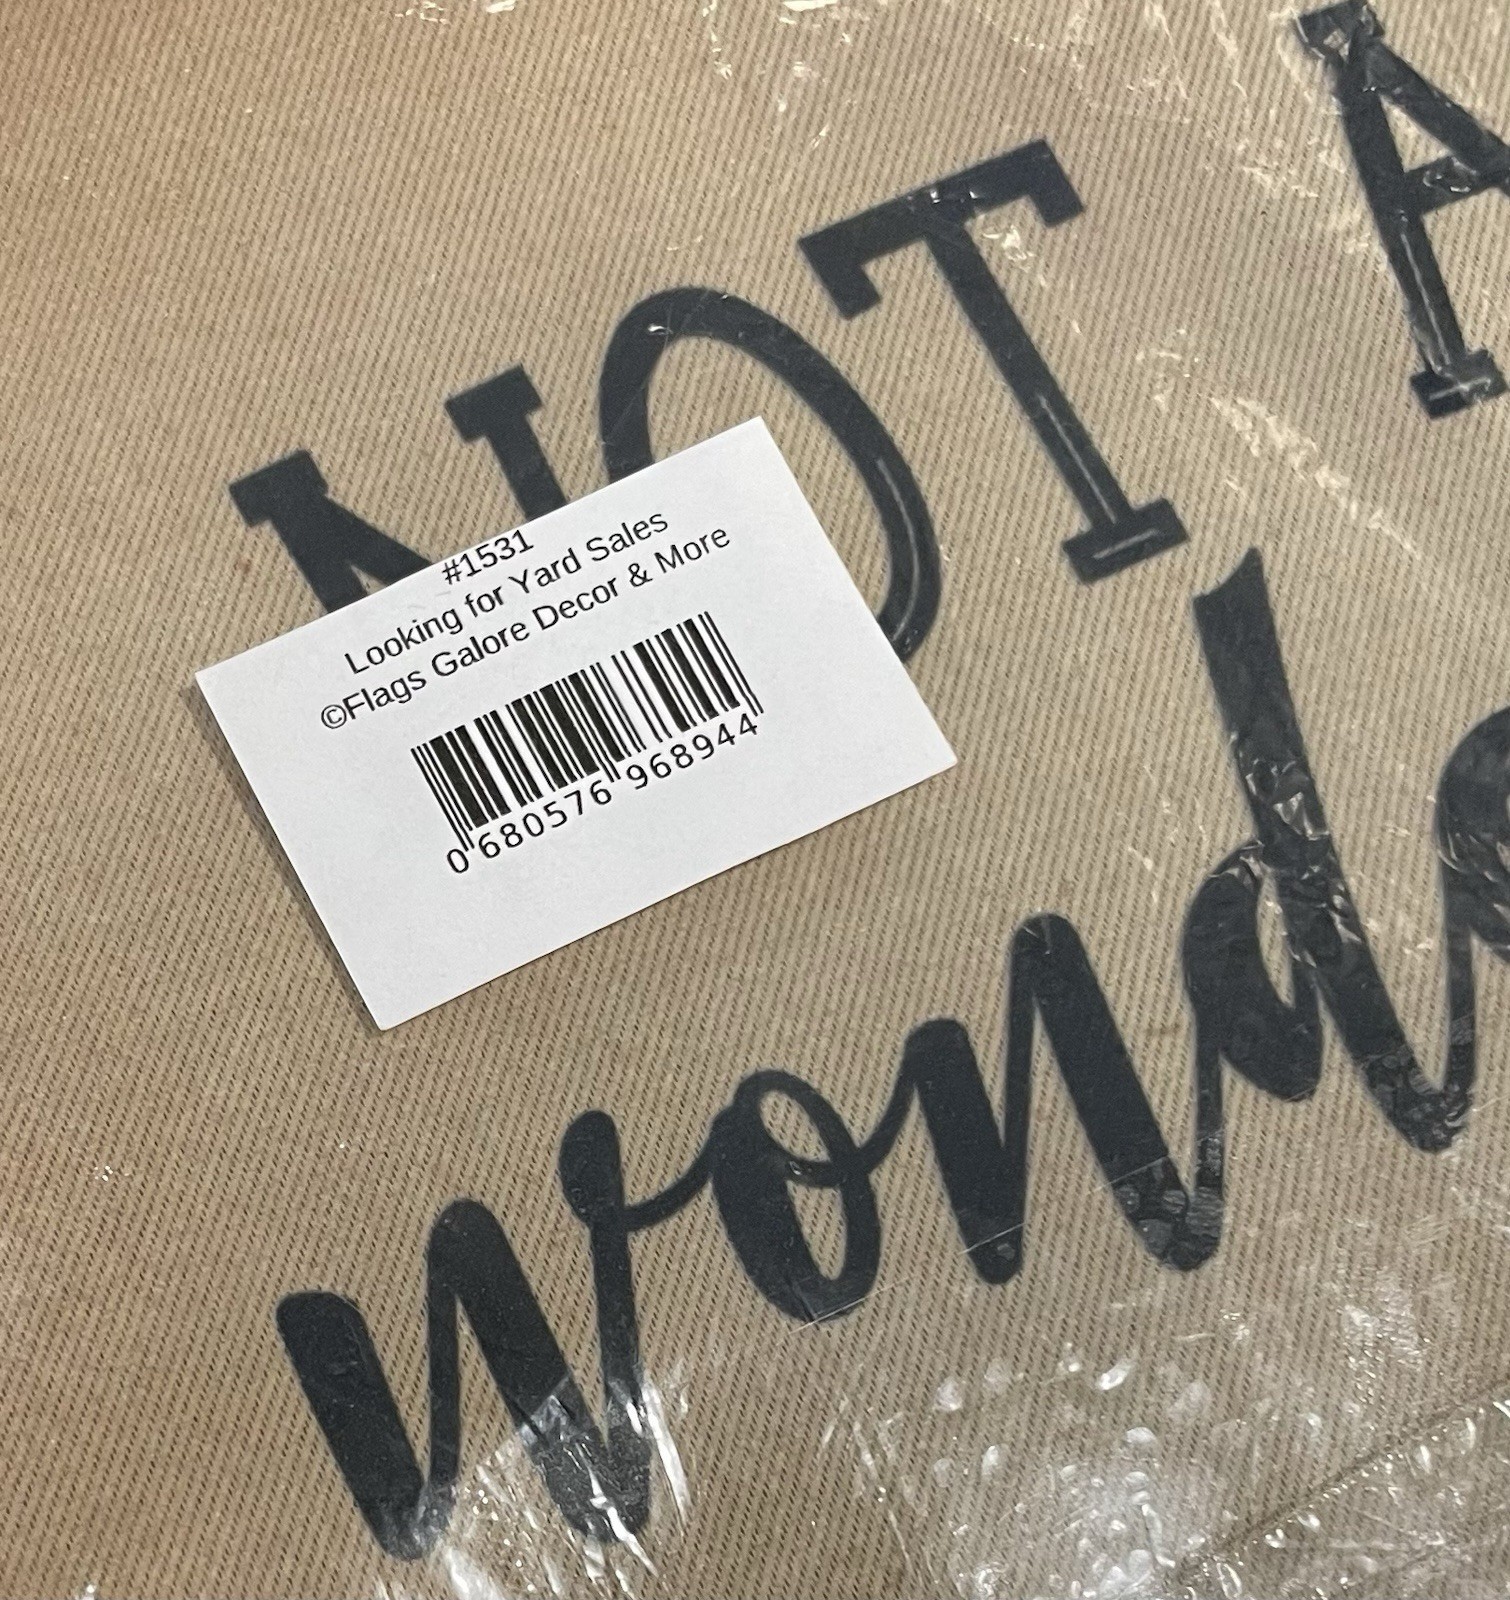 NOT A
#1531
Looking for Yard Sales
©Flags Galore Decor & More
0 680576 968944